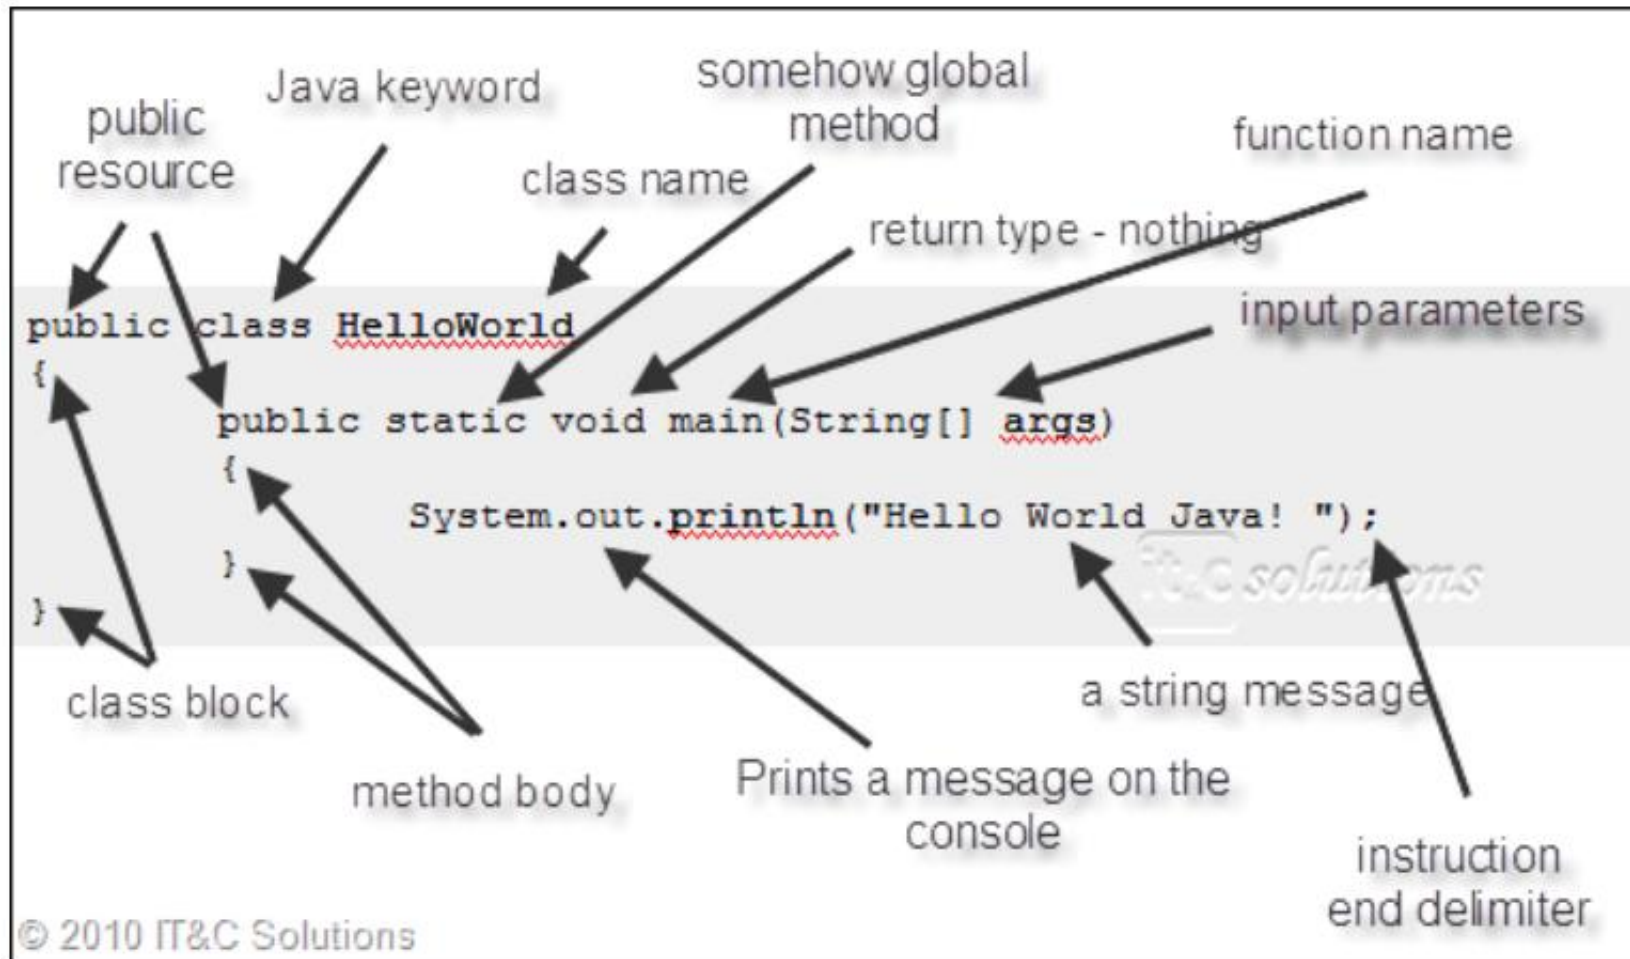 somehow global
method
Java keyword
public
resource
function name
class name
return type - nothing
input parameters
public class HelloWorld
{
public static void main(String[] args)
{
System.out.println("Hello World Java! ");
}
it&c solutions
}
a string message
class block
method body
Prints a message on the
console
instruction
end delimiter
© 2010 IT&C Solutions